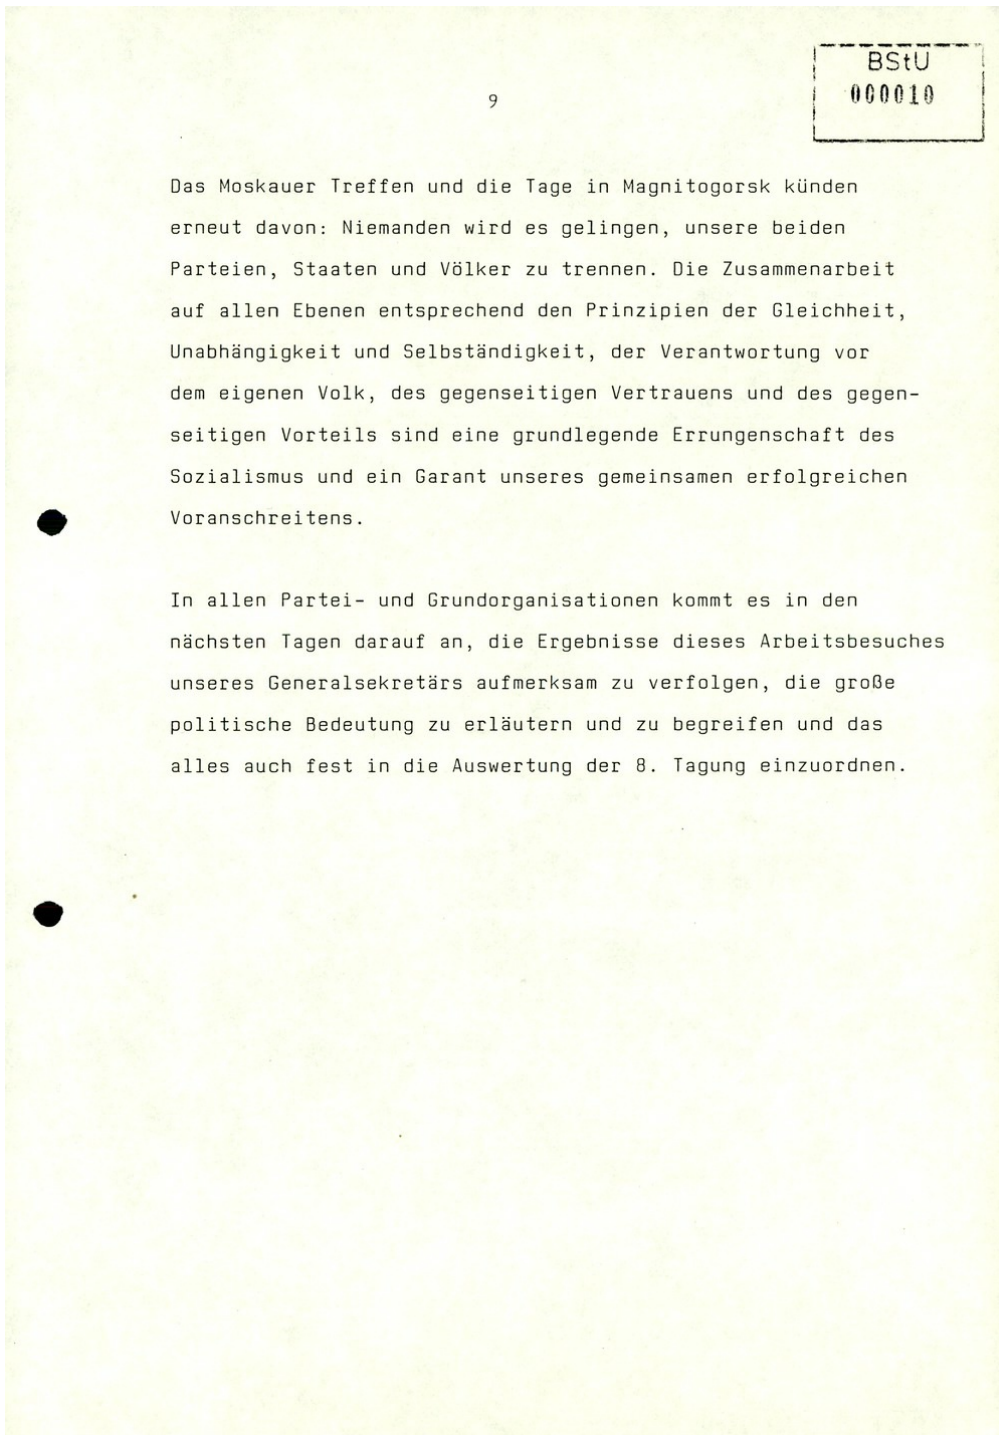 BStU
000010
9
Das Moskauer Treffen und die Tage in Magnitogorsk künden
erneut davon: Niemanden wird es gelingen, unsere beiden
Parteien, Staaten und Völker zu trennen. Die Zusammenarbeit
auf allen Ebenen entsprechend den Prinzipien der Gleichheit,
Unabhängigkeit und Selbständigkeit, der Verantwortung vor
dem eigenen Volk, des gegenseitigen Vertrauens und des gegen-
seitigen Vorteils sind eine grundlegende Errungenschaft des
Sozialismus und ein Garant unseres gemeinsamen erfolgreichen
Voranschreitens.
In allen Partei- und Grundorganisationen kommt es in den
nächsten Tagen darauf an, die Ergebnisse dieses Arbeitsbesuches
unseres Generalsekretärs aufmerksam zu verfolgen, die große
politische Bedeutung zu erläutern und zu begreifen und das
alles auch fest in die Auswertung der 8. Tagung einzuordnen.